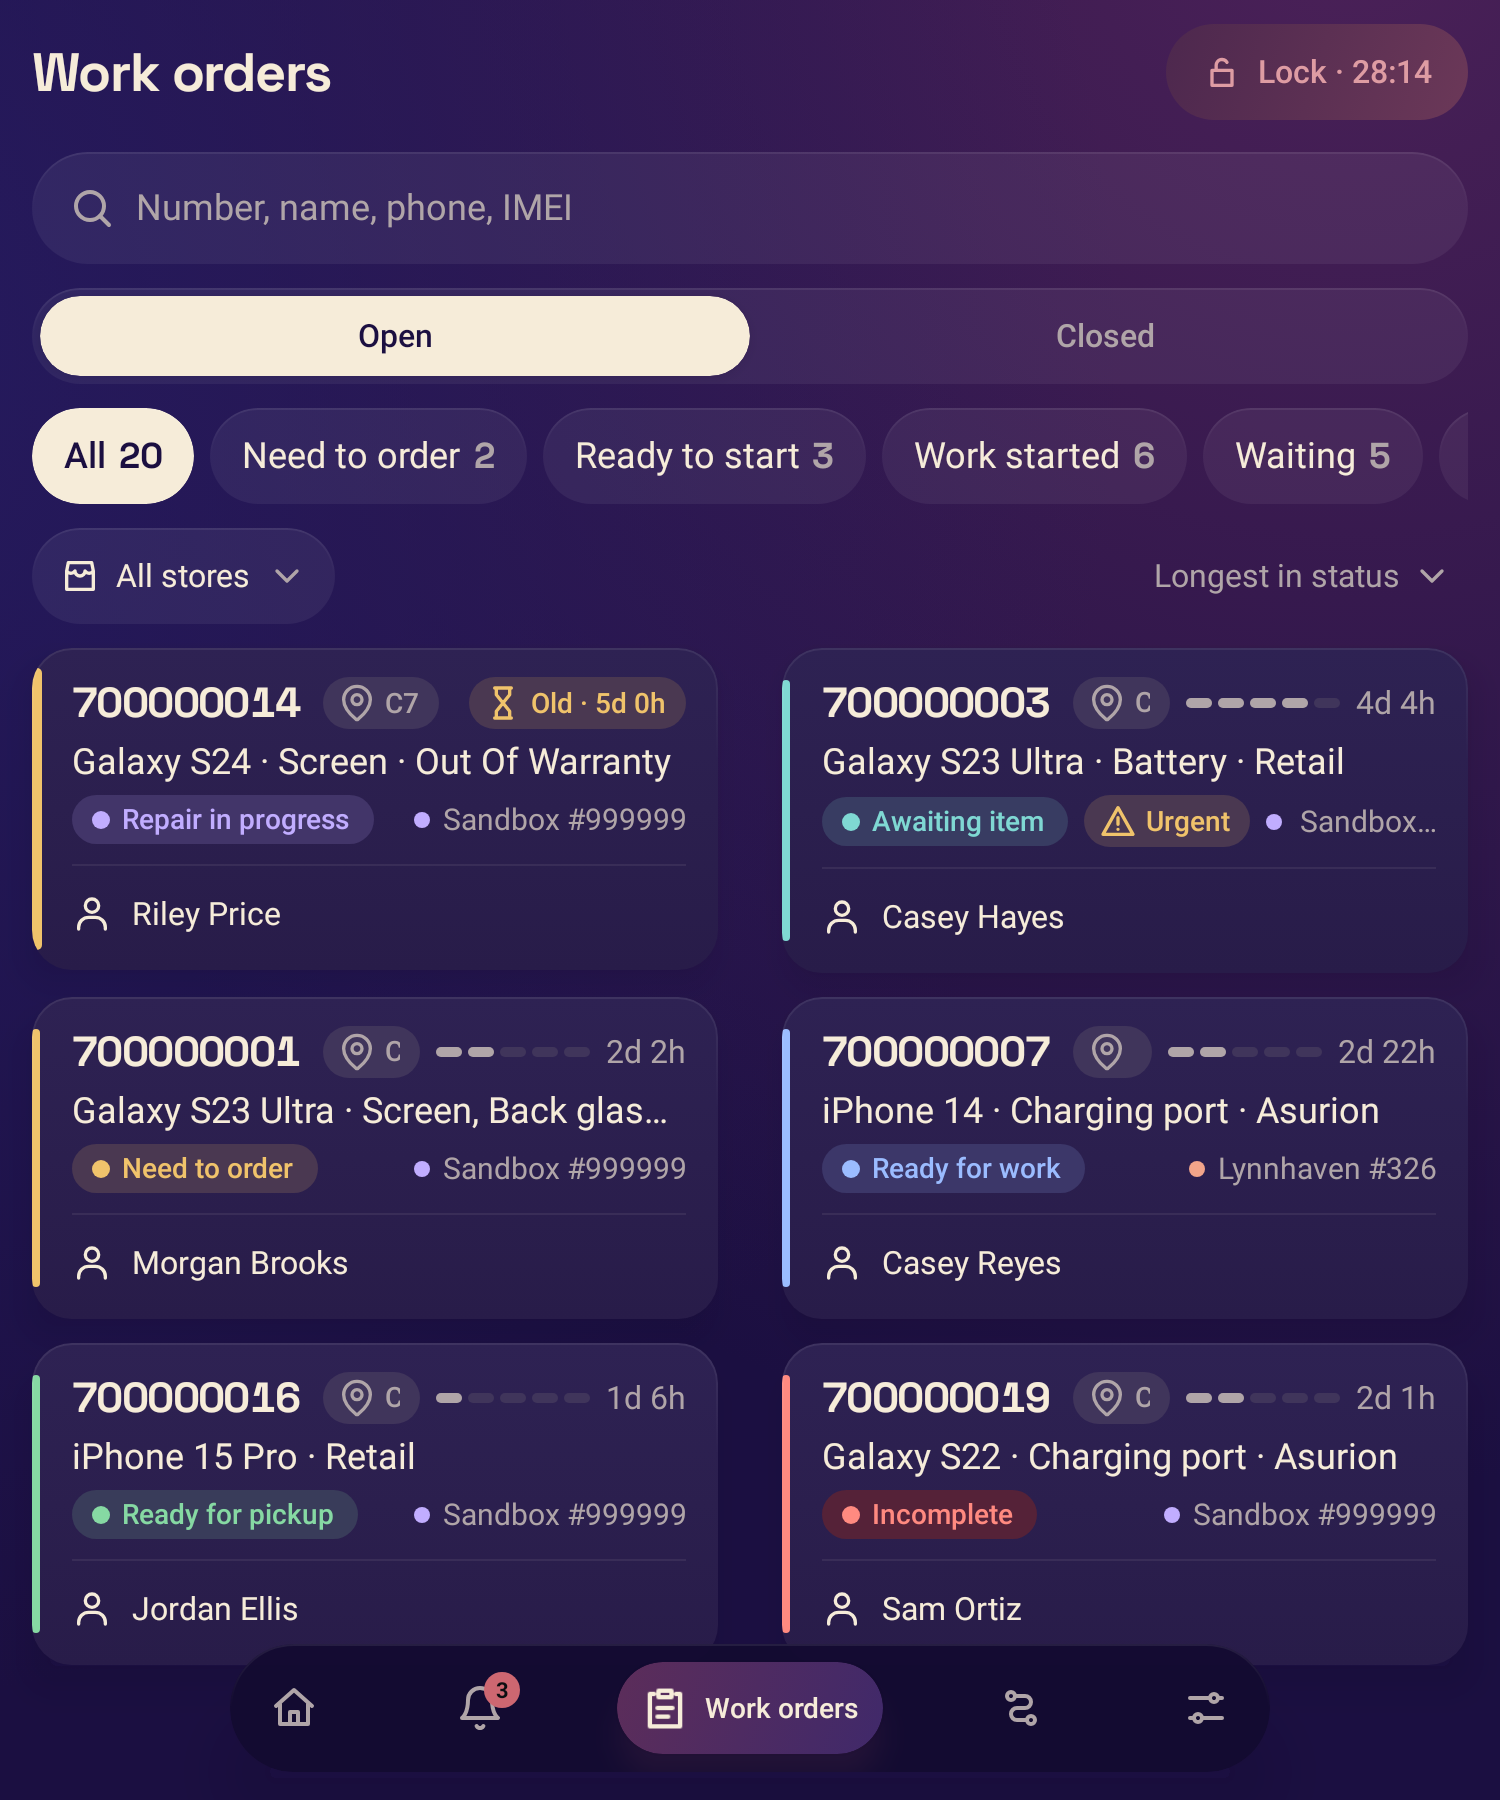 Work orders
Lock · 28:14
Number, name, phone, IMEI
Open
Closed
All 20
Need to order 2
Ready to start 3
Work started 6
Waiting 5
All stores
Longest in status
700000014
C7
Old · 5d 0h
Galaxy S24 · Screen · Out Of Warranty
Repair in progress
Sandbox #999999
Riley Price
700000003
C
4d 4h
Galaxy S23 Ultra · Battery · Retail
Awaiting item
Urgent
Sandbox...
Casey Hayes
700000001
C
2d 2h
Galaxy S23 Ultra · Screen, Back glas...
Need to order
Sandbox #999999
Morgan Brooks
700000007
2d 22h
iPhone 14 · Charging port · Asurion
Ready for work
Lynnhaven #326
Casey Reyes
700000016
C
1d 6h
iPhone 15 Pro · Retail
Ready for pickup
Sandbox #999999
Jordan Ellis
700000019
C
2d 1h
Galaxy S22 · Charging port · Asurion
Incomplete
Sandbox #999999
Sam Ortiz
3
Work orders